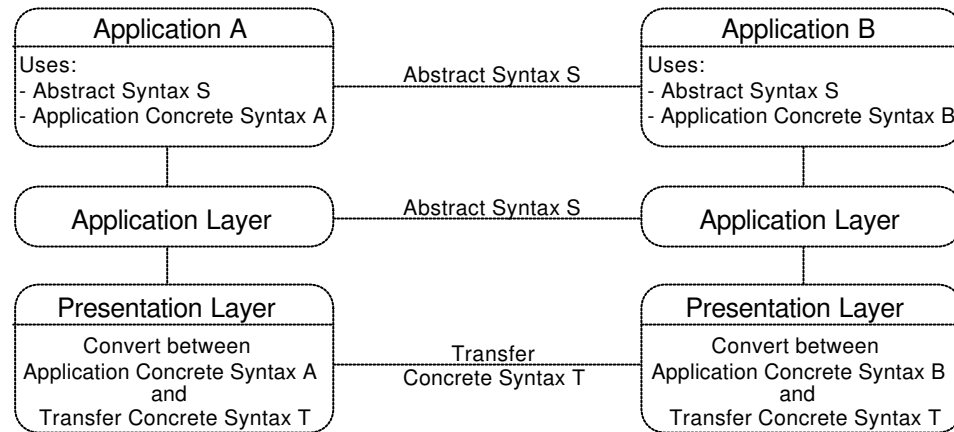 Application A
Uses:
- Abstract Syntax S
- Application Concrete Syntax A
Abstract Syntax S
Application B
Uses:
- Abstract Syntax S
- Application Concrete Syntax B
Application Layer
Abstract Syntax S
Application Layer
Presentation Layer
Convert between
Application Concrete Syntax A
and
Transfer Concrete Syntax T
Transfer
Concrete Syntax T
Presentation Layer
Convert between
Application Concrete Syntax B
and
Transfer Concrete Syntax T